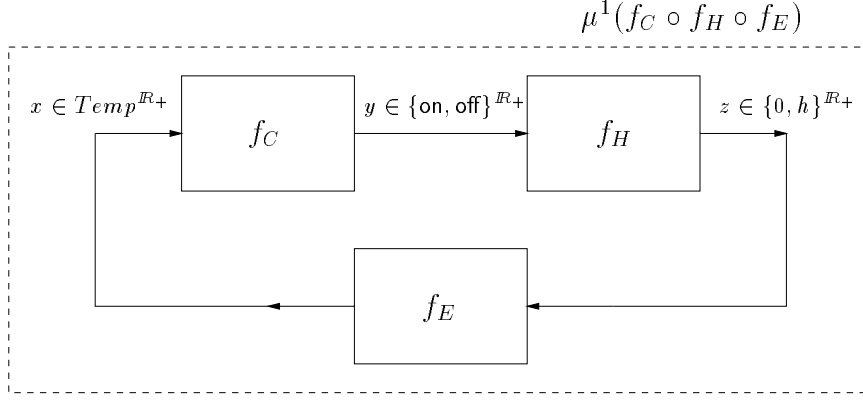 μ¹(f_C ∘ f_H ∘ f_E)
x ∈ Temp^{ℝ₊} y ∈ {on, off}^{ℝ₊} z ∈ {0, h}^{ℝ₊}
f_C f_H
f_E